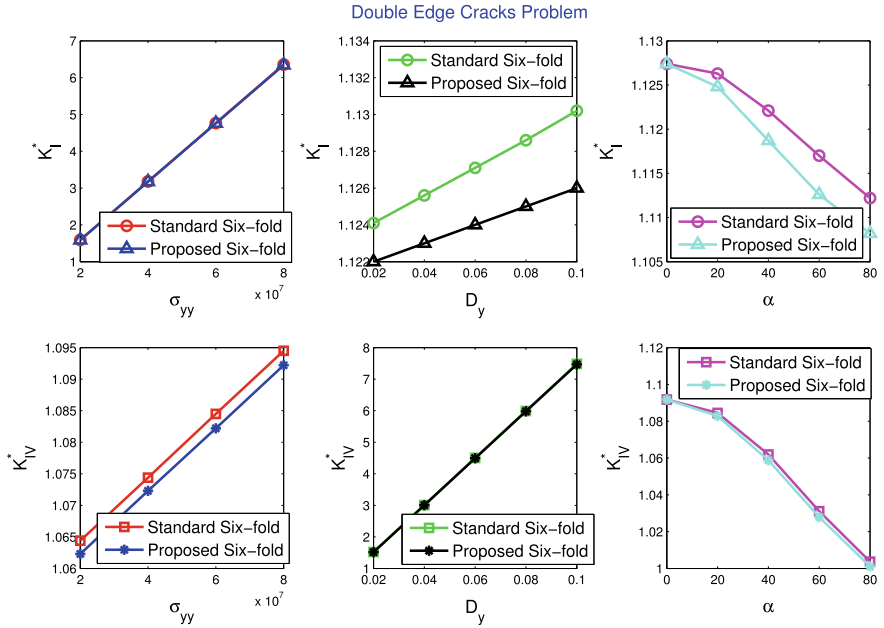 Double Edge Cracks Problem
7
6
5
4
3
2
1
K*I
2 4 6 8
x 10^7
σyy
Standard Six−fold
Proposed Six−fold
1.134
1.132
1.13
1.128
1.126
1.124
1.122
K*I
0.02 0.04 0.06 0.08 0.1
Dy
Standard Six−fold
Proposed Six−fold
1.13
1.125
1.12
1.115
1.11
1.105
K*I
0 20 40 60 80
α
Standard Six−fold
Proposed Six−fold
1.095
1.09
1.085
1.08
1.075
1.07
1.065
1.06
K*IV
2 4 6 8
x 10^7
σyy
Standard Six−fold
Proposed Six−fold
8
7
6
5
4
3
2
1
K*IV
0.02 0.04 0.06 0.08 0.1
Dy
Standard Six−fold
Proposed Six−fold
1.12
1.1
1.08
1.06
1.04
1.02
1
K*IV
0 20 40 60 80
α
Standard Six−fold
Proposed Six−fold